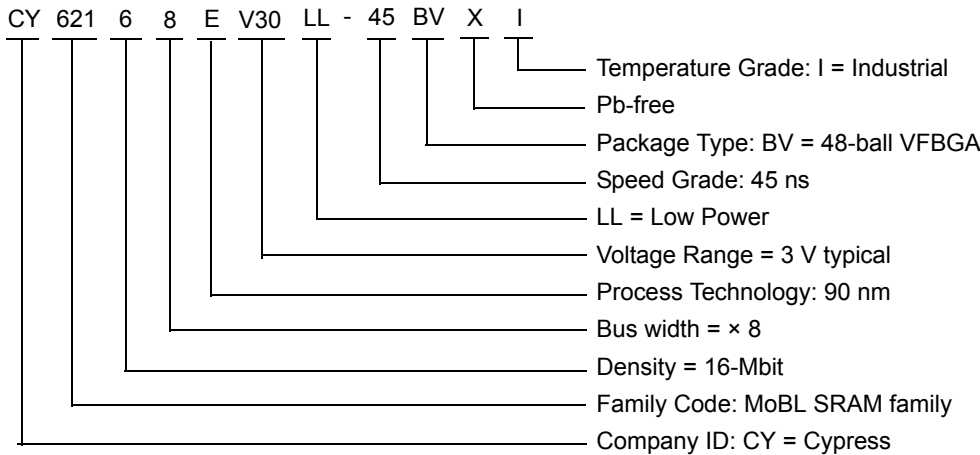 CY 621 6 8 E V30 LL - 45 BV X I
Temperature Grade: I = Industrial
Pb-free
Package Type: BV = 48-ball VFBGA
Speed Grade: 45 ns
LL = Low Power
Voltage Range = 3 V typical
Process Technology: 90 nm
Bus width = × 8
Density = 16-Mbit
Family Code: MoBL SRAM family
Company ID: CY = Cypress